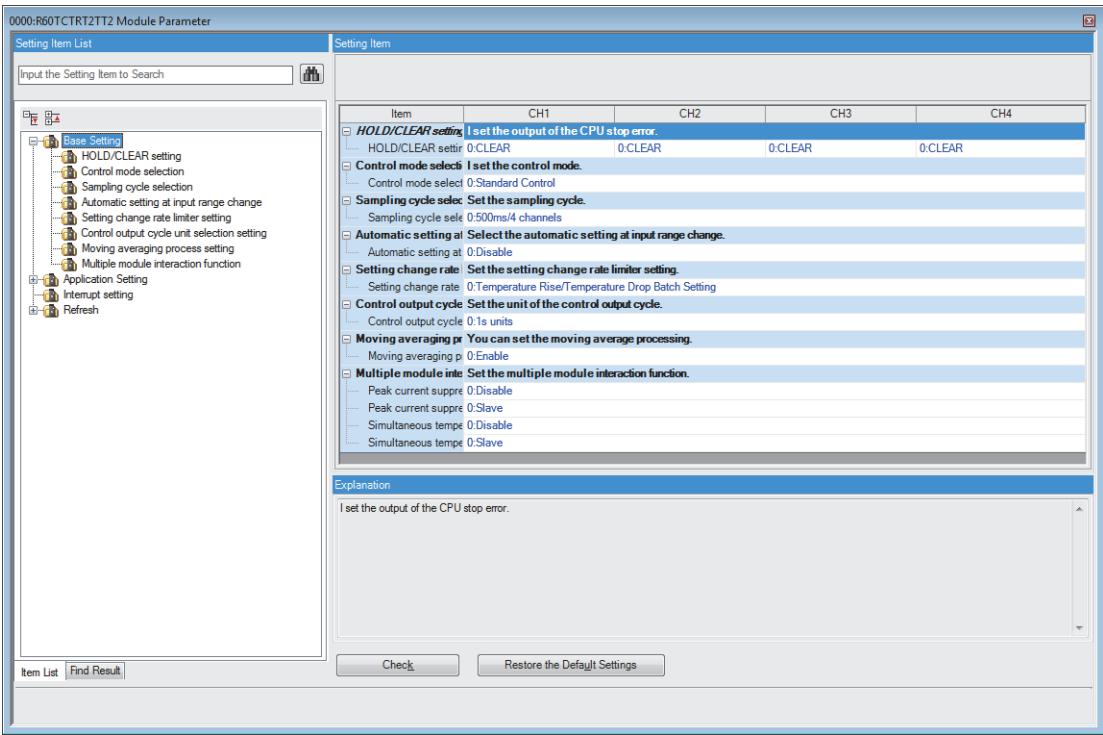 0000:R60TCTRT2TT2 Module Parameter
Setting Item List
Input the Setting Item to Search
Base Setting
HOLD/CLEAR setting
Control mode selection
Sampling cycle selection
Automatic setting at input range change
Setting change rate limiter setting
Control output cycle unit selection setting
Moving averaging process setting
Multiple module interaction function
Application Setting
Interrupt setting
Refresh
Item List Find Result
Setting Item
Item CH1 CH2 CH3 CH4
HOLD/CLEAR setting I set the output of the CPU stop error.
HOLD/CLEAR settin 0:CLEAR 0:CLEAR 0:CLEAR 0:CLEAR
Control mode selecti I set the control mode.
Control mode select 0:Standard Control
Sampling cycle selec Set the sampling cycle.
Sampling cycle sele 0:500ms/4 channels
Automatic setting at Select the automatic setting at input range change.
Automatic setting at 0:Disable
Setting change rate Set the setting change rate limiter setting.
Setting change rate 0:Temperature Rise/Temperature Drop Batch Setting
Control output cycle Set the unit of the control output cycle.
Control output cycle 0:1s units
Moving averaging pr You can set the moving average processing.
Moving averaging p 0:Enable
Multiple module inte Set the multiple module interaction function.
Peak current suppre 0:Disable
Peak current suppre 0:Slave
Simultaneous tempe 0:Disable
Simultaneous tempe 0:Slave
Explanation
I set the output of the CPU stop error.
Check Restore the Default Settings